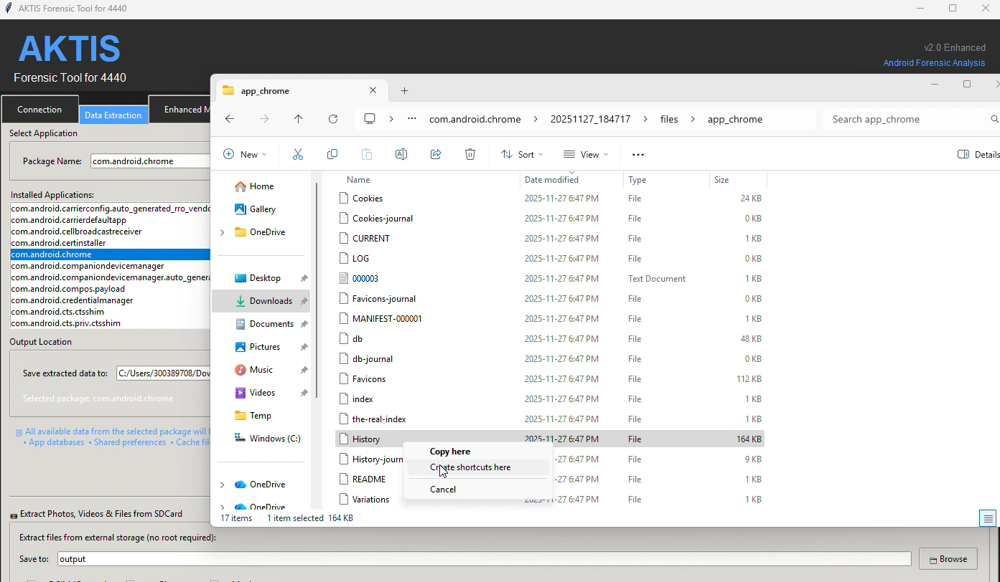 AKTIS Forensic Tool for 4440
AKTIS
Forensic Tool for 4440
v2.0 Enhanced
Android Forensic Analysis
Connection
Data Extraction
Enhanced M
Select Application
Package Name:
com.android.chrome
Installed Applications:
com.android.carrierconfig.auto_generated_rro_vendo
com.android.carrierdefaultapp
com.android.cellbroadcastreceiver
com.android.certinstaller
com.android.chrome
com.android.companiondevicemanager
com.android.companiondevicemanager.auto_genera
com.android.compos.payload
com.android.credentialmanager
com.android.cts.ctsshim
com.android.cts.priv.ctsshim
Output Location
Save extracted data to:
C:/Users/300389708/Dow
Selected package: com.android.chrome
All available data from the selected package will
• App databases • Shared preferences • Cache file
Extract Photos, Videos & Files from SDCard
Extract files from external storage (no root required):
Save to:
output
Browse
app_chrome
com.android.chrome > 20251127_184717 > files > app_chrome
Search app_chrome
New
Sort
View
Details
Home
Gallery
OneDrive
Desktop
Downloads
Documents
Pictures
Music
Videos
Temp
Windows (C:)
OneDrive
OneDrive
Name Date modified Type Size
Cookies 2025-11-27 6:47 PM File 24 KB
Cookies-journal 2025-11-27 6:47 PM File 0 KB
CURRENT 2025-11-27 6:47 PM File 1 KB
LOG 2025-11-27 6:47 PM File 0 KB
000003 2025-11-27 6:47 PM Text Document 1 KB
Favicons-journal 2025-11-27 6:47 PM File 0 KB
MANIFEST-000001 2025-11-27 6:47 PM File 1 KB
db 2025-11-27 6:47 PM File 48 KB
db-journal 2025-11-27 6:47 PM File 0 KB
Favicons 2025-11-27 6:47 PM File 112 KB
index 2025-11-27 6:47 PM File 1 KB
the-real-index 2025-11-27 6:47 PM File 1 KB
History 2025-11-27 6:47 PM File 164 KB
History-journ -27 6:47 PM File 9 KB
README -27 6:47 PM File 1 KB
Variations 2025-11-27 6:47 PM File 1 KB
Copy here
Create shortcuts here
Cancel
17 items 1 item selected 164 KB